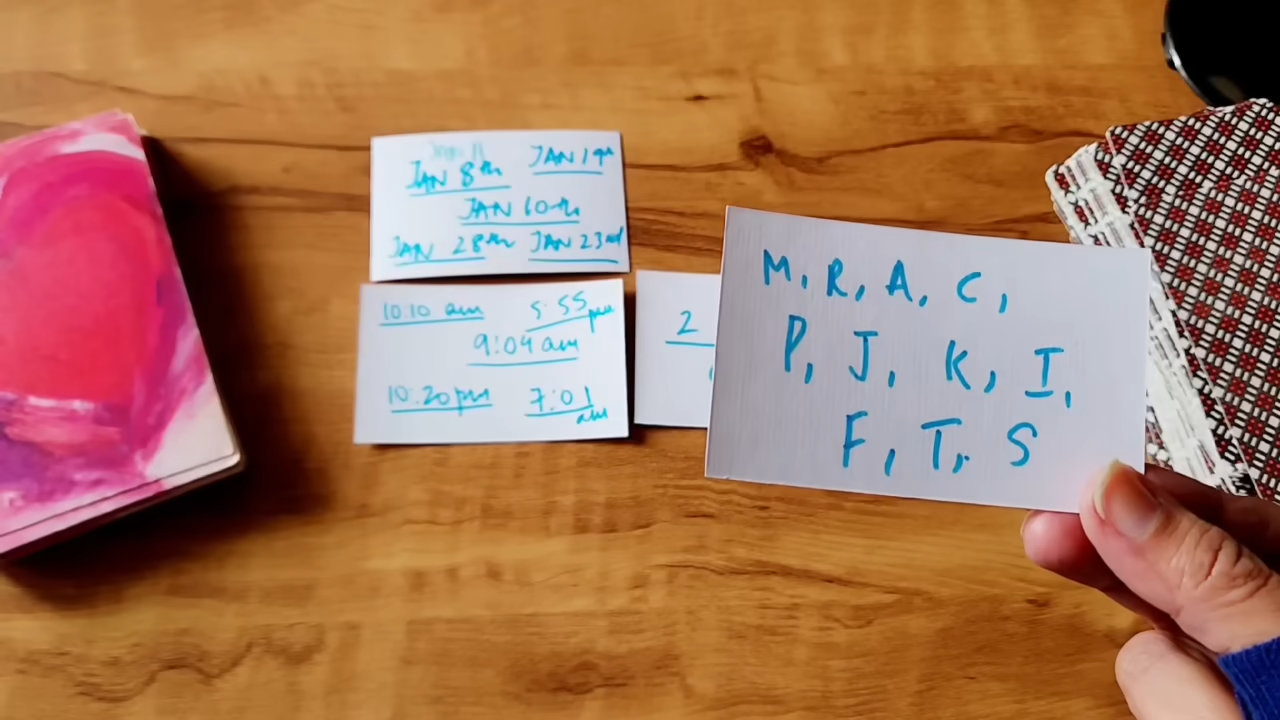 JAN 8th JAN 19th
JAN 10th
JAN 28th JAN 23rd
10:10 am 5:55 pm
9:04 am
10:20 pm 7:01 am
2
M, R, A, C,
P, J, K, I,
F, T, S